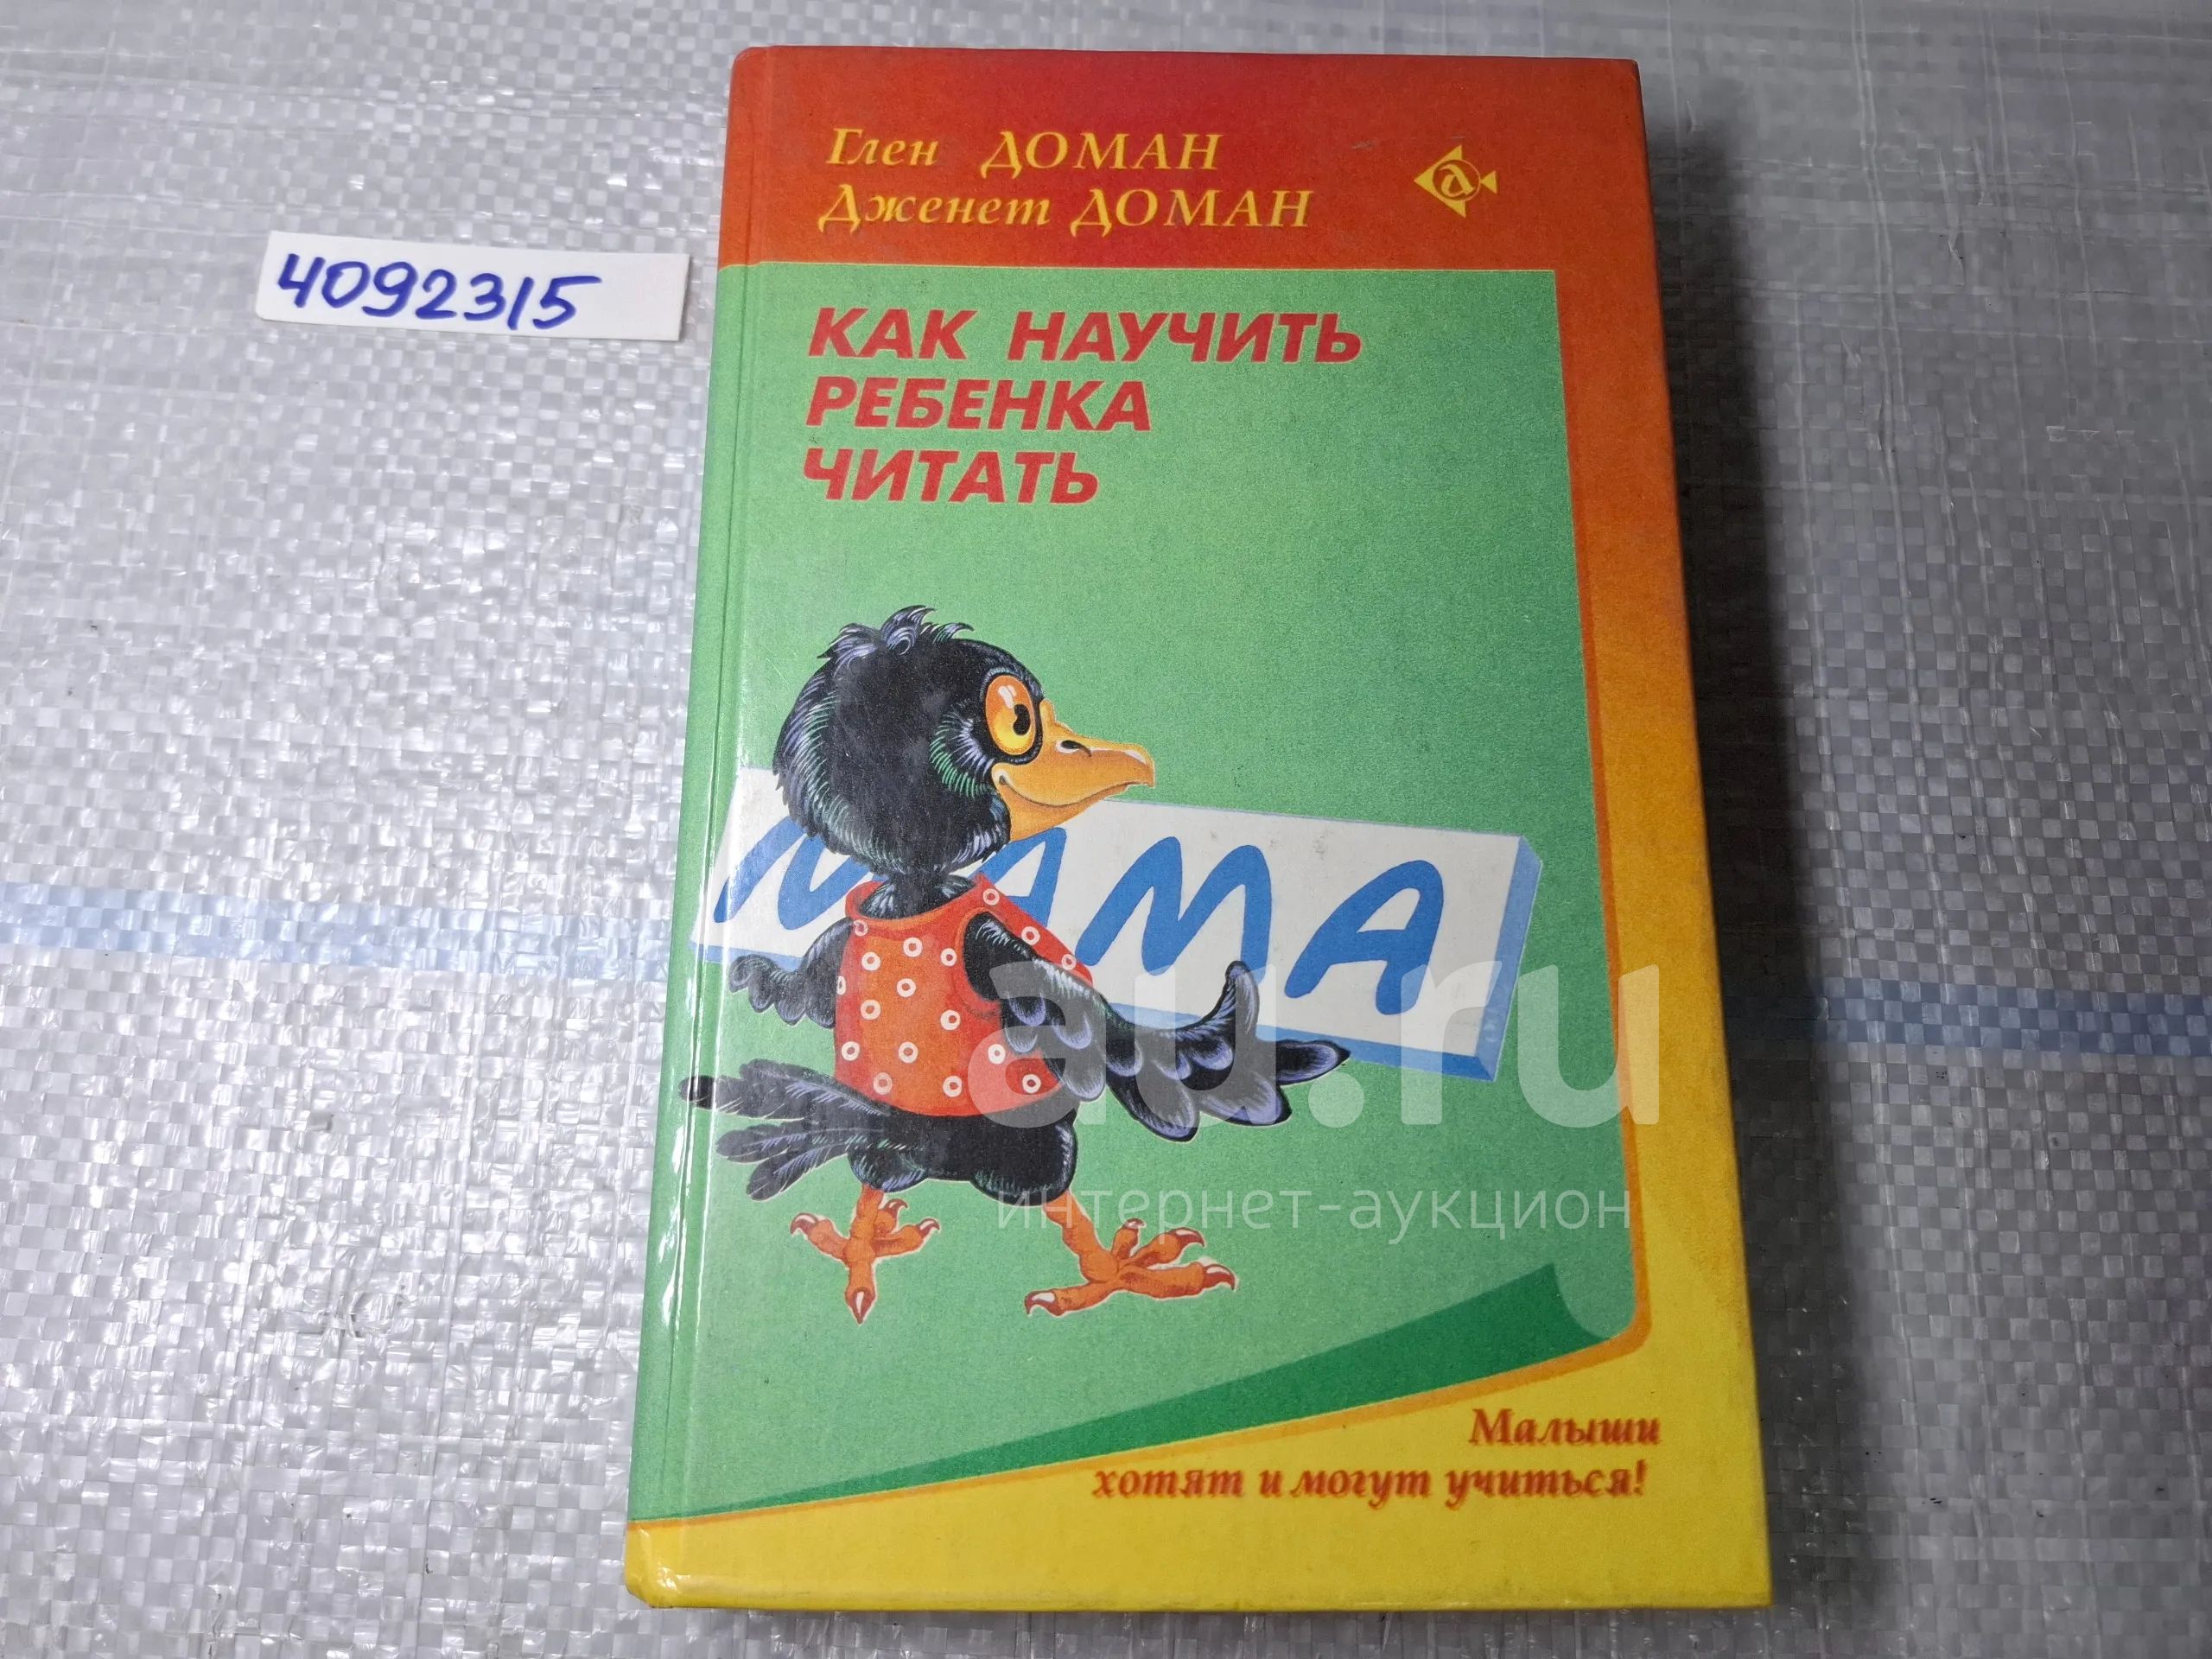 Глен ДОМАН
Дженет ДОМАН
а
4092315
КАК НАУЧИТЬ
РЕБЕНКА
ЧИТАТЬ
МАМА
au.ru
интернет-аукцион
Малыши
хотят и могут учиться!